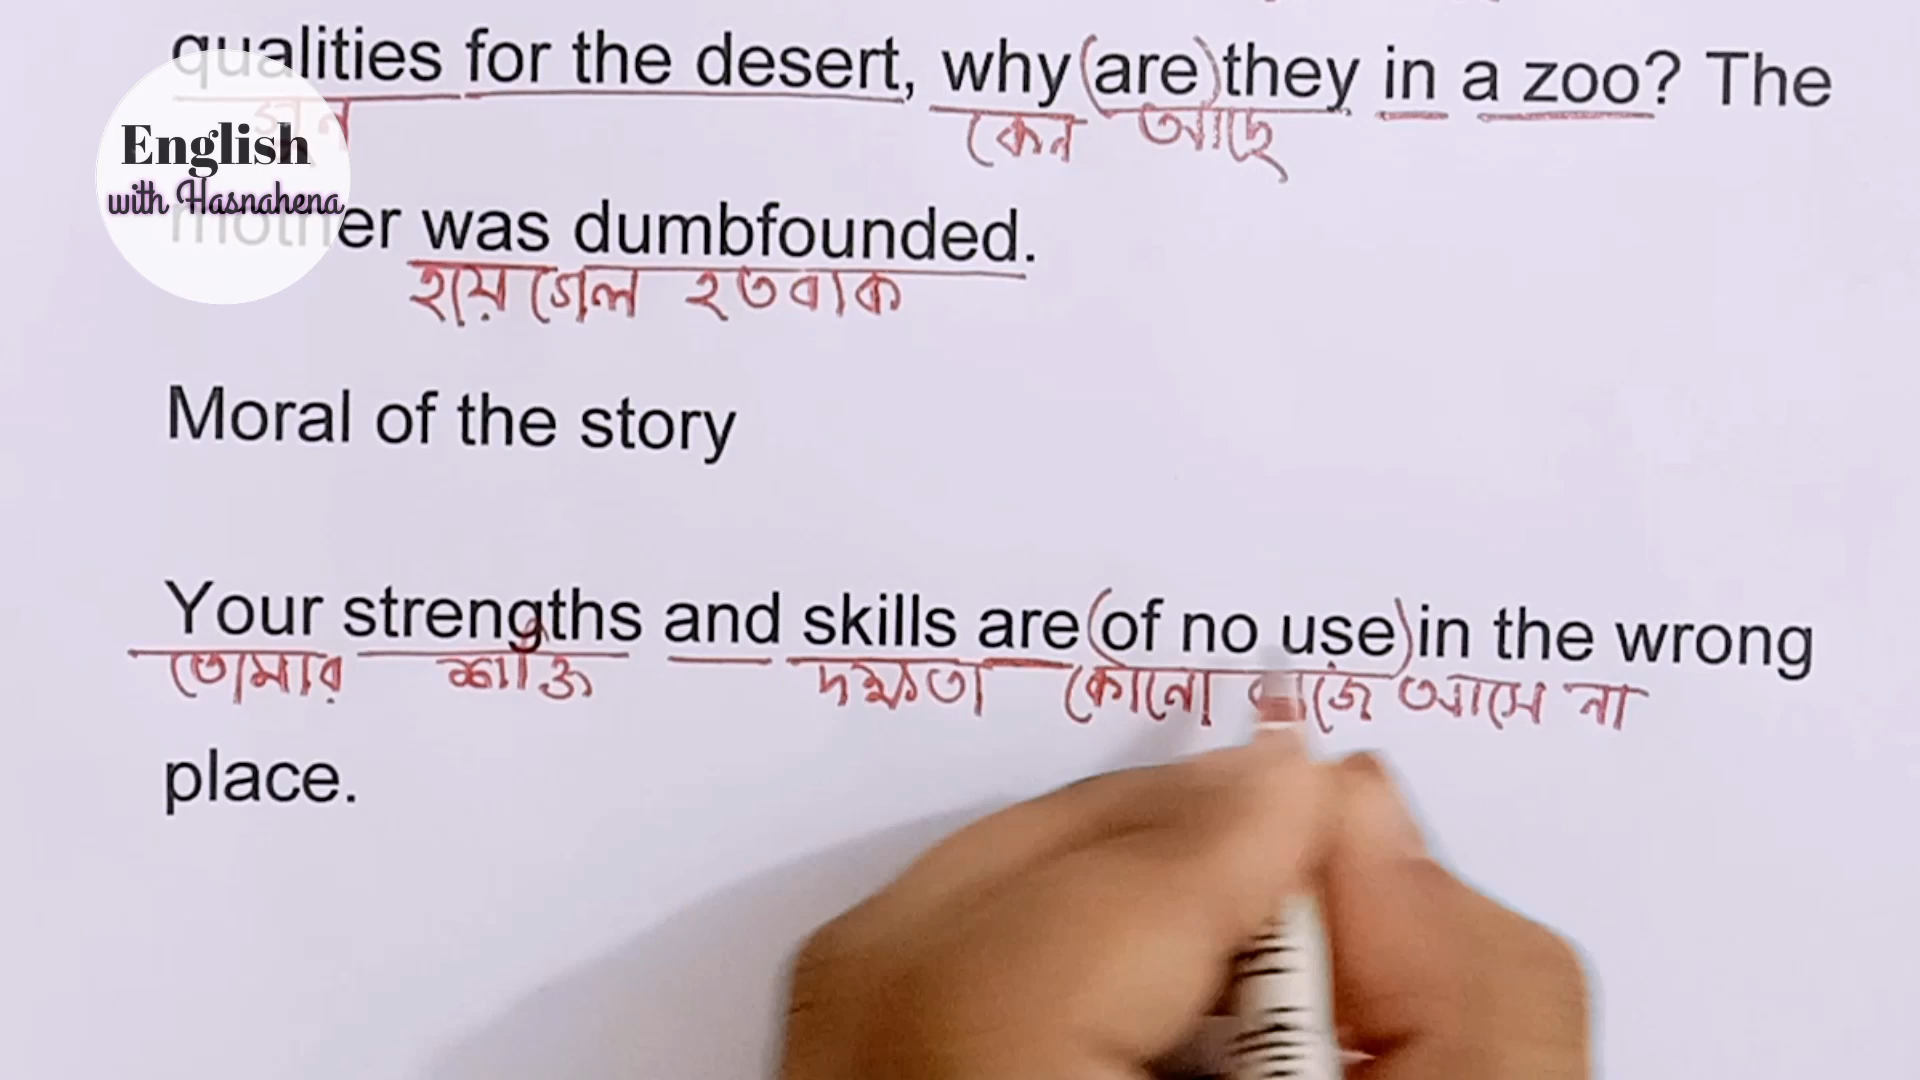 qualities for the desert, why (are) they in a zoo? The
গুন কেন আছে
English
with Hasnahena
mother was dumbfounded.
হয়ে গেল হতবাক
Moral of the story
Your strengths and skills are (of no use) in the wrong
তোমার শক্তি দক্ষতা কোনো কাজে আসে না
place.